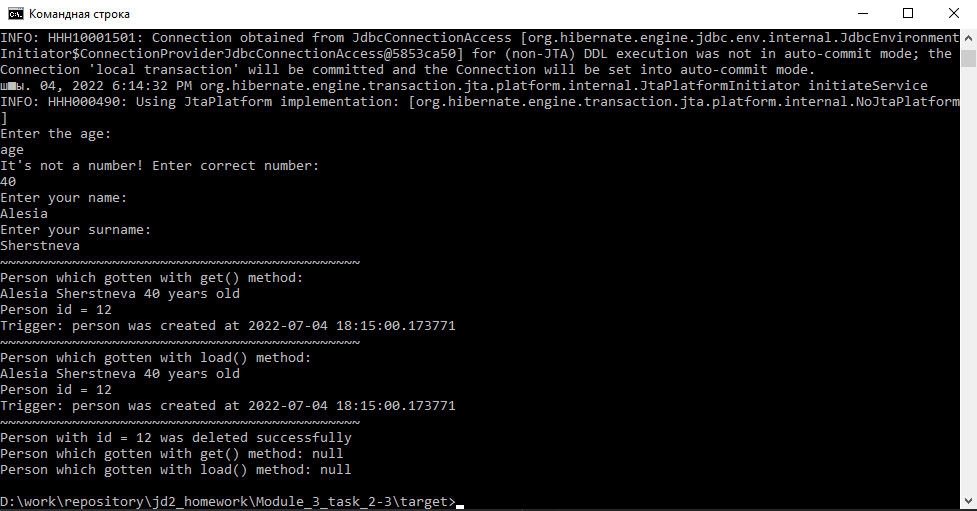 Командная строка
INFO: HHH10001501: Connection obtained from JdbcConnectionAccess [org.hibernate.engine.jdbc.env.internal.JdbcEnvironment
Initiator$ConnectionProviderJdbcConnectionAccess@5853ca50] for (non-JTA) DDL execution was not in auto-commit mode; the
Connection 'local transaction' will be committed and the Connection will be set into auto-commit mode.
04, 2022 6:14:32 PM org.hibernate.engine.transaction.jta.platform.internal.JtaPlatformInitiator initiateService
INFO: HHH000490: Using JtaPlatform implementation: [org.hibernate.engine.transaction.jta.platform.internal.NoJtaPlatform
]
Enter the age:
age
It's not a number! Enter correct number:
40
Enter your name:
Alesia
Enter your surname:
Sherstneva
~~~~~~~~~~~~~~~~~~~~~~~~~~~~~~~~~~~~~~~~~~~~~
Person which gotten with get() method:
Alesia Sherstneva 40 years old
Person id = 12
Trigger: person was created at 2022-07-04 18:15:00.173771
~~~~~~~~~~~~~~~~~~~~~~~~~~~~~~~~~~~~~~~~~~~~~
Person which gotten with load() method:
Alesia Sherstneva 40 years old
Person id = 12
Trigger: person was created at 2022-07-04 18:15:00.173771
~~~~~~~~~~~~~~~~~~~~~~~~~~~~~~~~~~~~~~~~~~~~~
Person with id = 12 was deleted successfully
Person which gotten with get() method: null
Person which gotten with load() method: null
D:\work\repository\jd2_homework\Module_3_task_2-3\target>